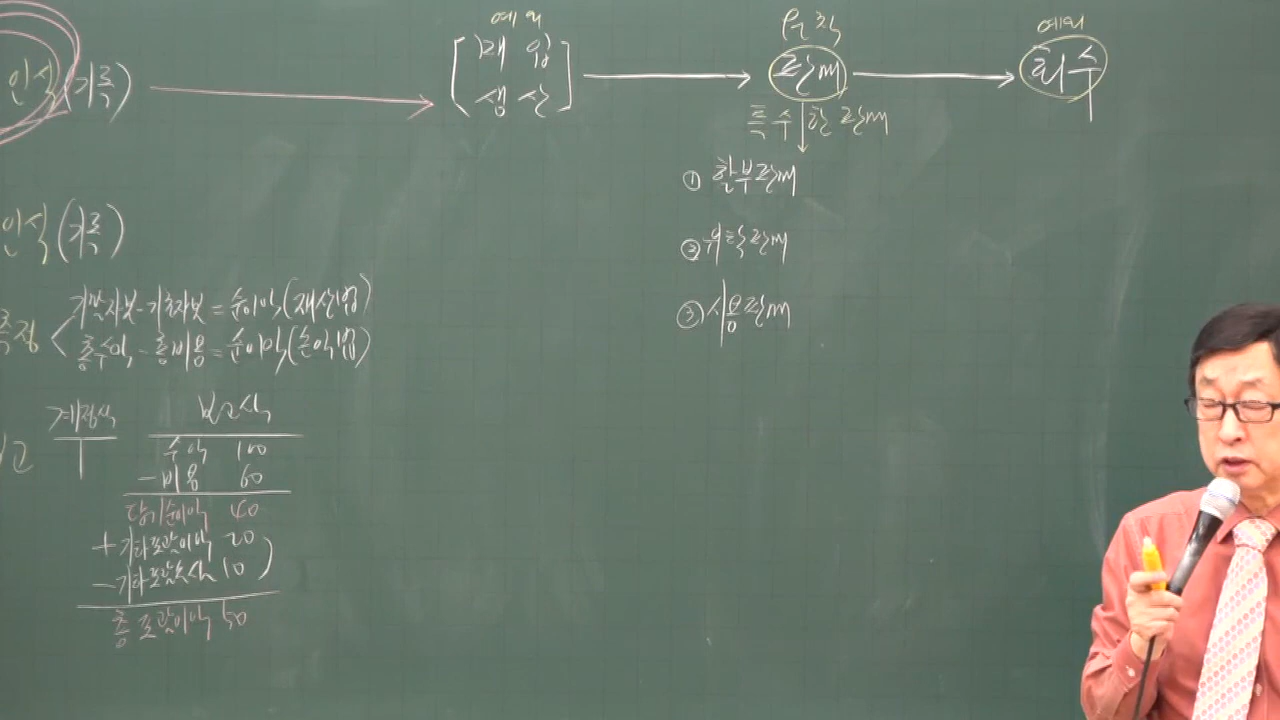 예외 원칙 예외
인식(기록) [매입 생산] 판매 회수
특수한 판매
① 할부판매
인식(기록)
② 위탁판매
③ 시용판매
측정
기말자본-기초자본=순이익(재산법)
총수익-총비용=순이익(손익법)
계정식 보고식
수익 100
-비용 60
당기순이익 40
+기타포괄이익 20
-기타포괄손실 10
총포괄이익 50